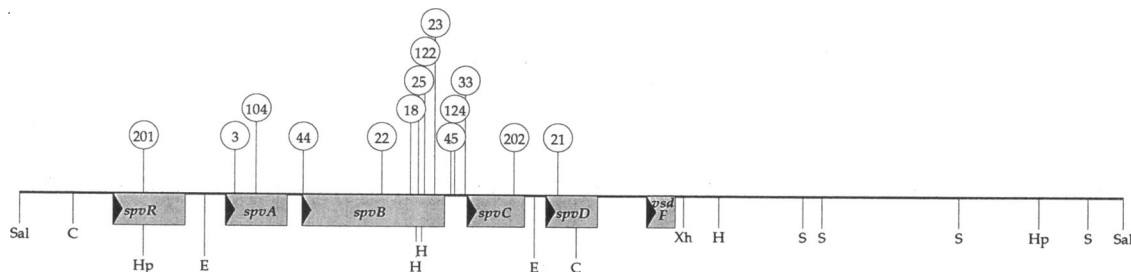 23
122
25 33
18 124
104
201 3 44 22 45 202 21
spvR spvA spvB spvC spvD vsd
F
Sal C Xh H S S S Hp S Sal
H
Hp E H E C